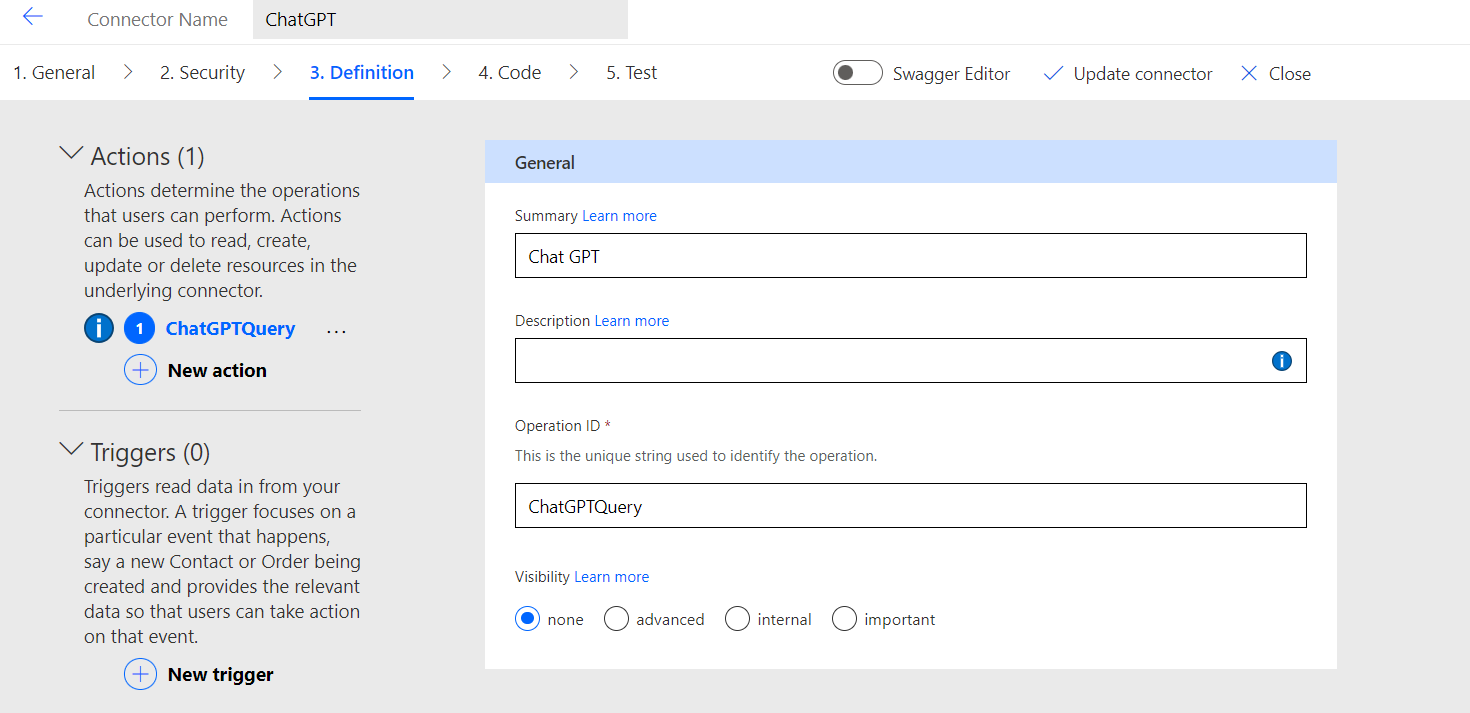 Connector Name ChatGPT
1. General 2. Security 3. Definition 4. Code 5. Test Swagger Editor Update connector Close
Actions (1)
Actions determine the operations
that users can perform. Actions
can be used to read, create,
update or delete resources in the
underlying connector.
1 ChatGPTQuery ...
New action
Triggers (0)
Triggers read data in from your
connector. A trigger focuses on a
particular event that happens,
say a new Contact or Order being
created and provides the relevant
data so that users can take action
on that event.
New trigger
General
Summary Learn more
Chat GPT
Description Learn more
Operation ID *
This is the unique string used to identify the operation.
ChatGPTQuery
Visibility Learn more
none advanced internal important